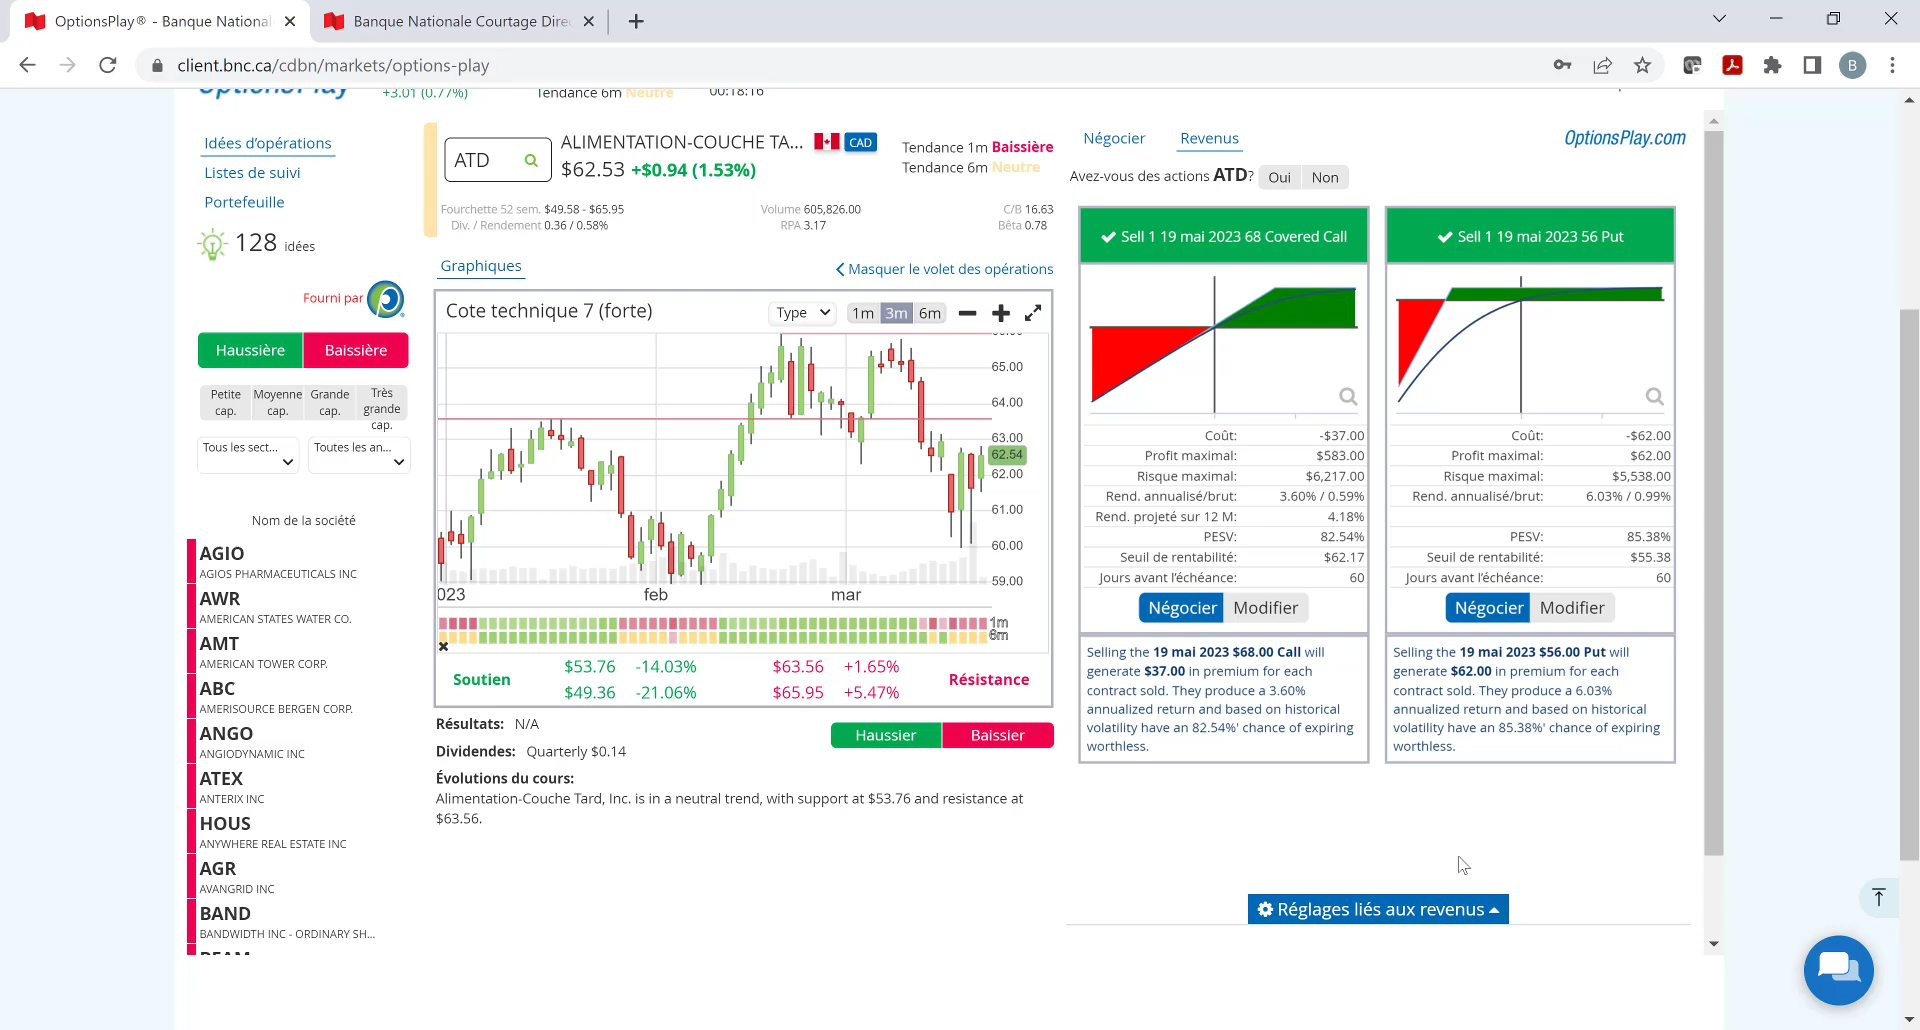 OptionsPlay® - Banque National
Banque Nationale Courtage Dire
client.bnc.ca/cdbn/markets/options-play
B
OptionsPlay
+3.01 (0.77%)
Tendance 6m Neutre
00:18:16
Idées d'opérations
Listes de suivi
Portefeuille
128 idées
Fourni par
Haussière
Baissière
Petite cap.
Moyenne cap.
Grande cap.
Très grande cap.
Tous les sect...
Toutes les an...
Nom de la société
AGIO
AGIOS PHARMACEUTICALS INC
AWR
AMERICAN STATES WATER CO.
AMT
AMERICAN TOWER CORP.
ABC
AMERISOURCE BERGEN CORP.
ANGO
ANGIODYNAMIC INC
ATEX
ANTERIX INC
HOUS
ANYWHERE REAL ESTATE INC
AGR
AVANGRID INC
BAND
BANDWIDTH INC - ORDINARY SH...
BEAM
ATD
ALIMENTATION-COUCHE TA...
CAD
$62.53 +$0.94 (1.53%)
Tendance 1m Baissière
Tendance 6m Neutre
Fourchette 52 sem. $49.58 - $65.95
Volume 605,826.00
C/B 16.63
Div. / Rendement 0.36 / 0.58%
RPA 3.17
Bêta 0.78
Graphiques
Masquer le volet des opérations
Cote technique 7 (forte)
Type
1m
3m
6m
65.00
64.00
63.00
62.54
62.00
61.00
60.00
59.00
023
feb
mar
1m
6m
Soutien
$53.76 -14.03%
$49.36 -21.06%
$63.56 +1.65%
$65.95 +5.47%
Résistance
Résultats: N/A
Haussier
Baissier
Dividendes: Quarterly $0.14
Évolutions du cours:
Alimentation-Couche Tard, Inc. is in a neutral trend, with support at $53.76 and resistance at
$63.56.
Négocier
Revenus
OptionsPlay.com
Avez-vous des actions ATD?
Oui
Non
Sell 1 19 mai 2023 68 Covered Call
Coût: -$37.00
Profit maximal: $583.00
Risque maximal: $6,217.00
Rend. annualisé/brut: 3.60% / 0.59%
Rend. projeté sur 12 M: 4.18%
PESV: 82.54%
Seuil de rentabilité: $62.17
Jours avant l'échéance: 60
Négocier
Modifier
Selling the 19 mai 2023 $68.00 Call will
generate $37.00 in premium for each
contract sold. They produce a 3.60%
annualized return and based on historical
volatility have an 82.54%' chance of expiring
worthless.
Sell 1 19 mai 2023 56 Put
Coût: -$62.00
Profit maximal: $62.00
Risque maximal: $5,538.00
Rend. annualisé/brut: 6.03% / 0.99%
PESV: 85.38%
Seuil de rentabilité: $55.38
Jours avant l'échéance: 60
Négocier
Modifier
Selling the 19 mai 2023 $56.00 Put will
generate $62.00 in premium for each
contract sold. They produce a 6.03%
annualized return and based on historical
volatility have an 85.38%' chance of expiring
worthless.
Réglages liés aux revenus